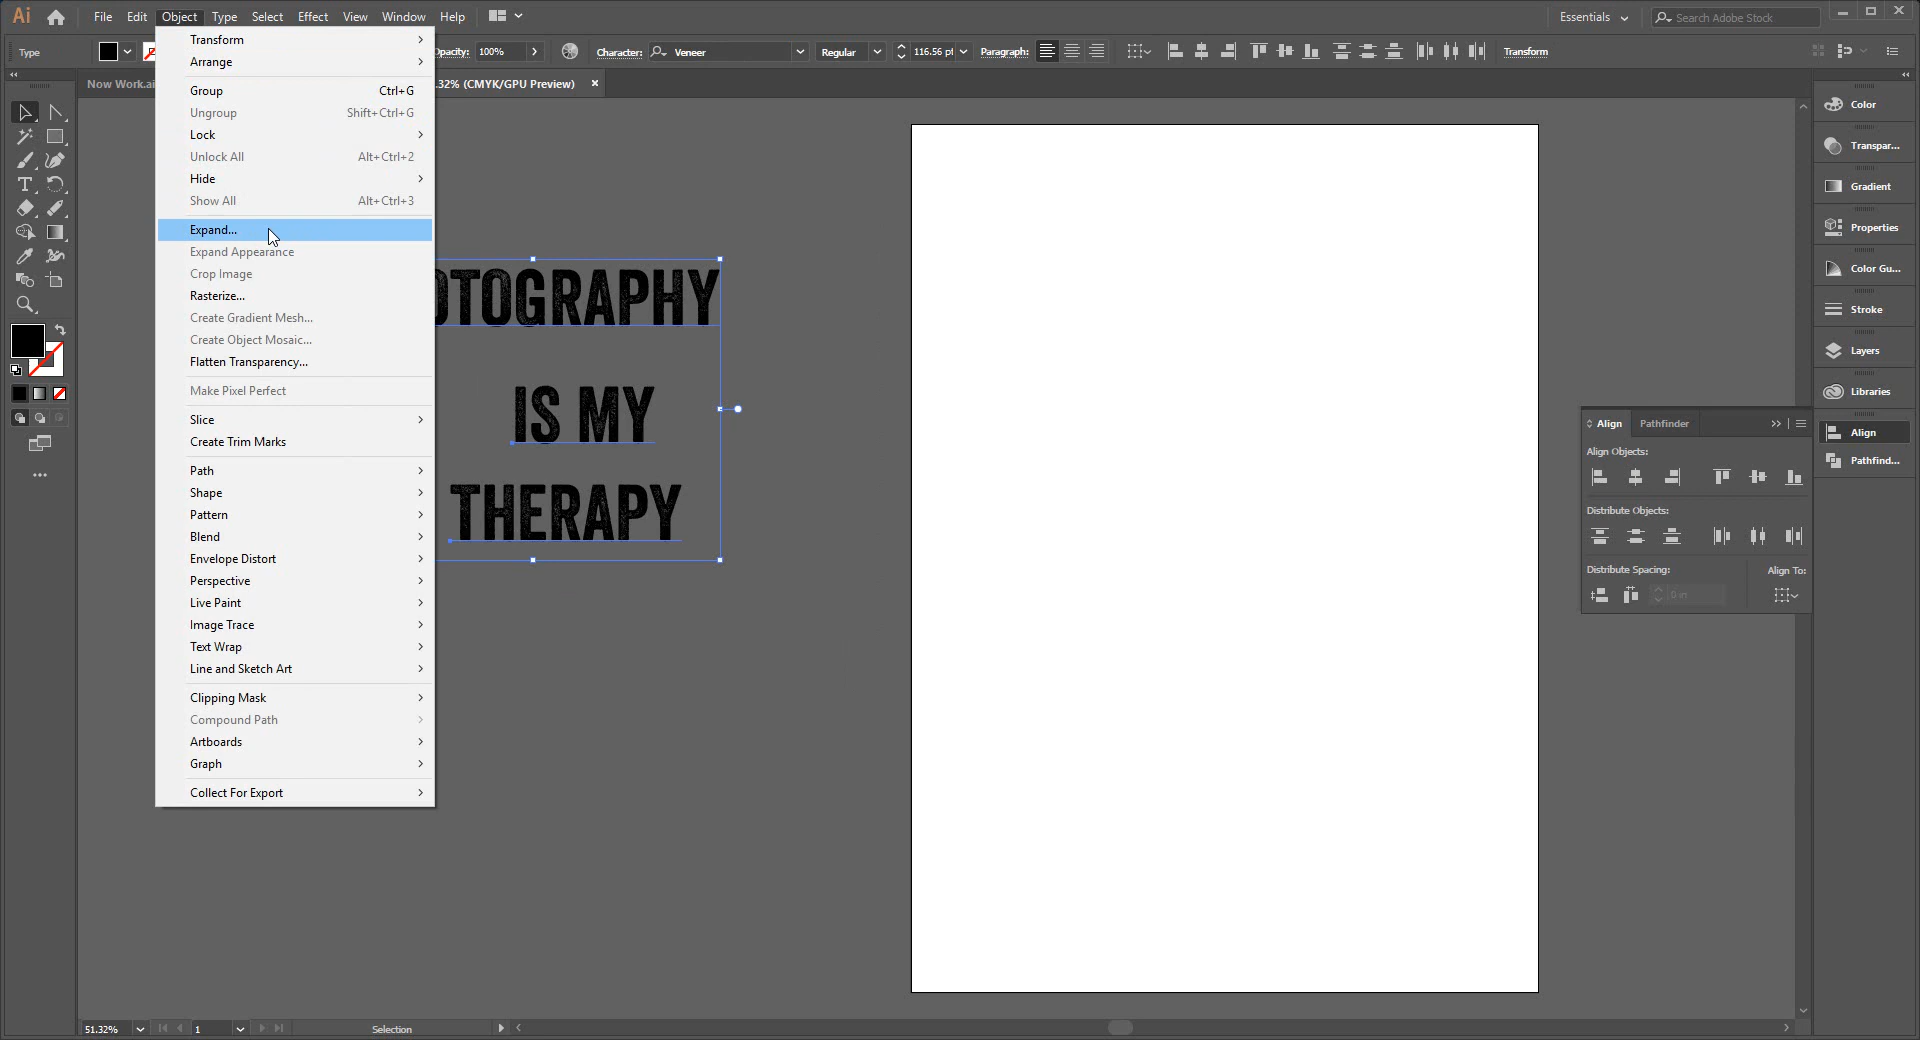 Ai File Edit Object Type Select Effect View Window Help Essentials Search Adobe Stock
Type Opacity: 100% Character: Veneer Regular 116.56 pt Paragraph: Transform
Now Work.ai .32% (CMYK/GPU Preview)
Transform
Arrange
Group Ctrl+G
Ungroup Shift+Ctrl+G
Lock
Unlock All Alt+Ctrl+2
Hide
Show All Alt+Ctrl+3
Expand...
Expand Appearance
Crop Image
Rasterize...
Create Gradient Mesh...
Create Object Mosaic...
Flatten Transparency...
Make Pixel Perfect
Slice
Create Trim Marks
Path
Shape
Pattern
Blend
Envelope Distort
Perspective
Live Paint
Image Trace
Text Wrap
Line and Sketch Art
Clipping Mask
Compound Path
Artboards
Graph
Collect For Export
OTOGRAPHY
IS MY
THERAPY
Color
Transpar...
Gradient
Properties
Color Gu...
Stroke
Layers
Libraries
Align
Pathfind...
Align Pathfinder
Align Objects:
Distribute Objects:
Distribute Spacing: Align To:
0 in
51.32% 1 Selection